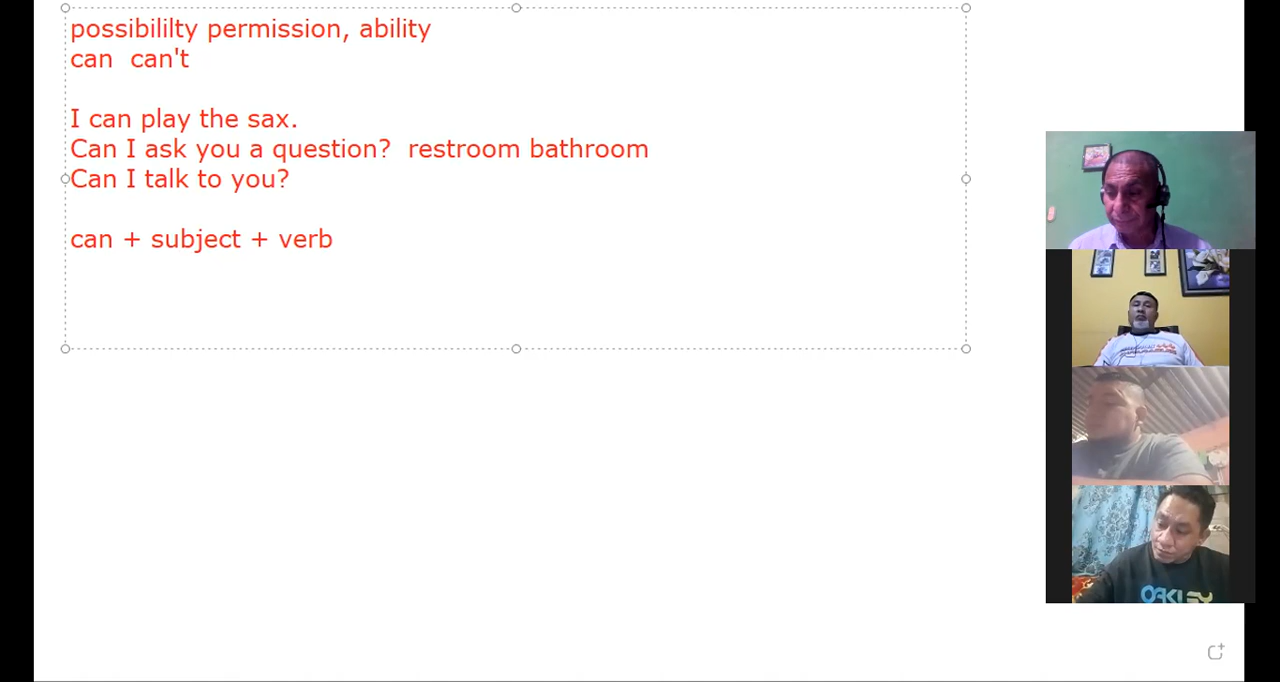 possibililty permission, ability
can can't
I can play the sax.
Can I ask you a question? restroom bathroom
Can I talk to you?
can + subject + verb
OAKLEY